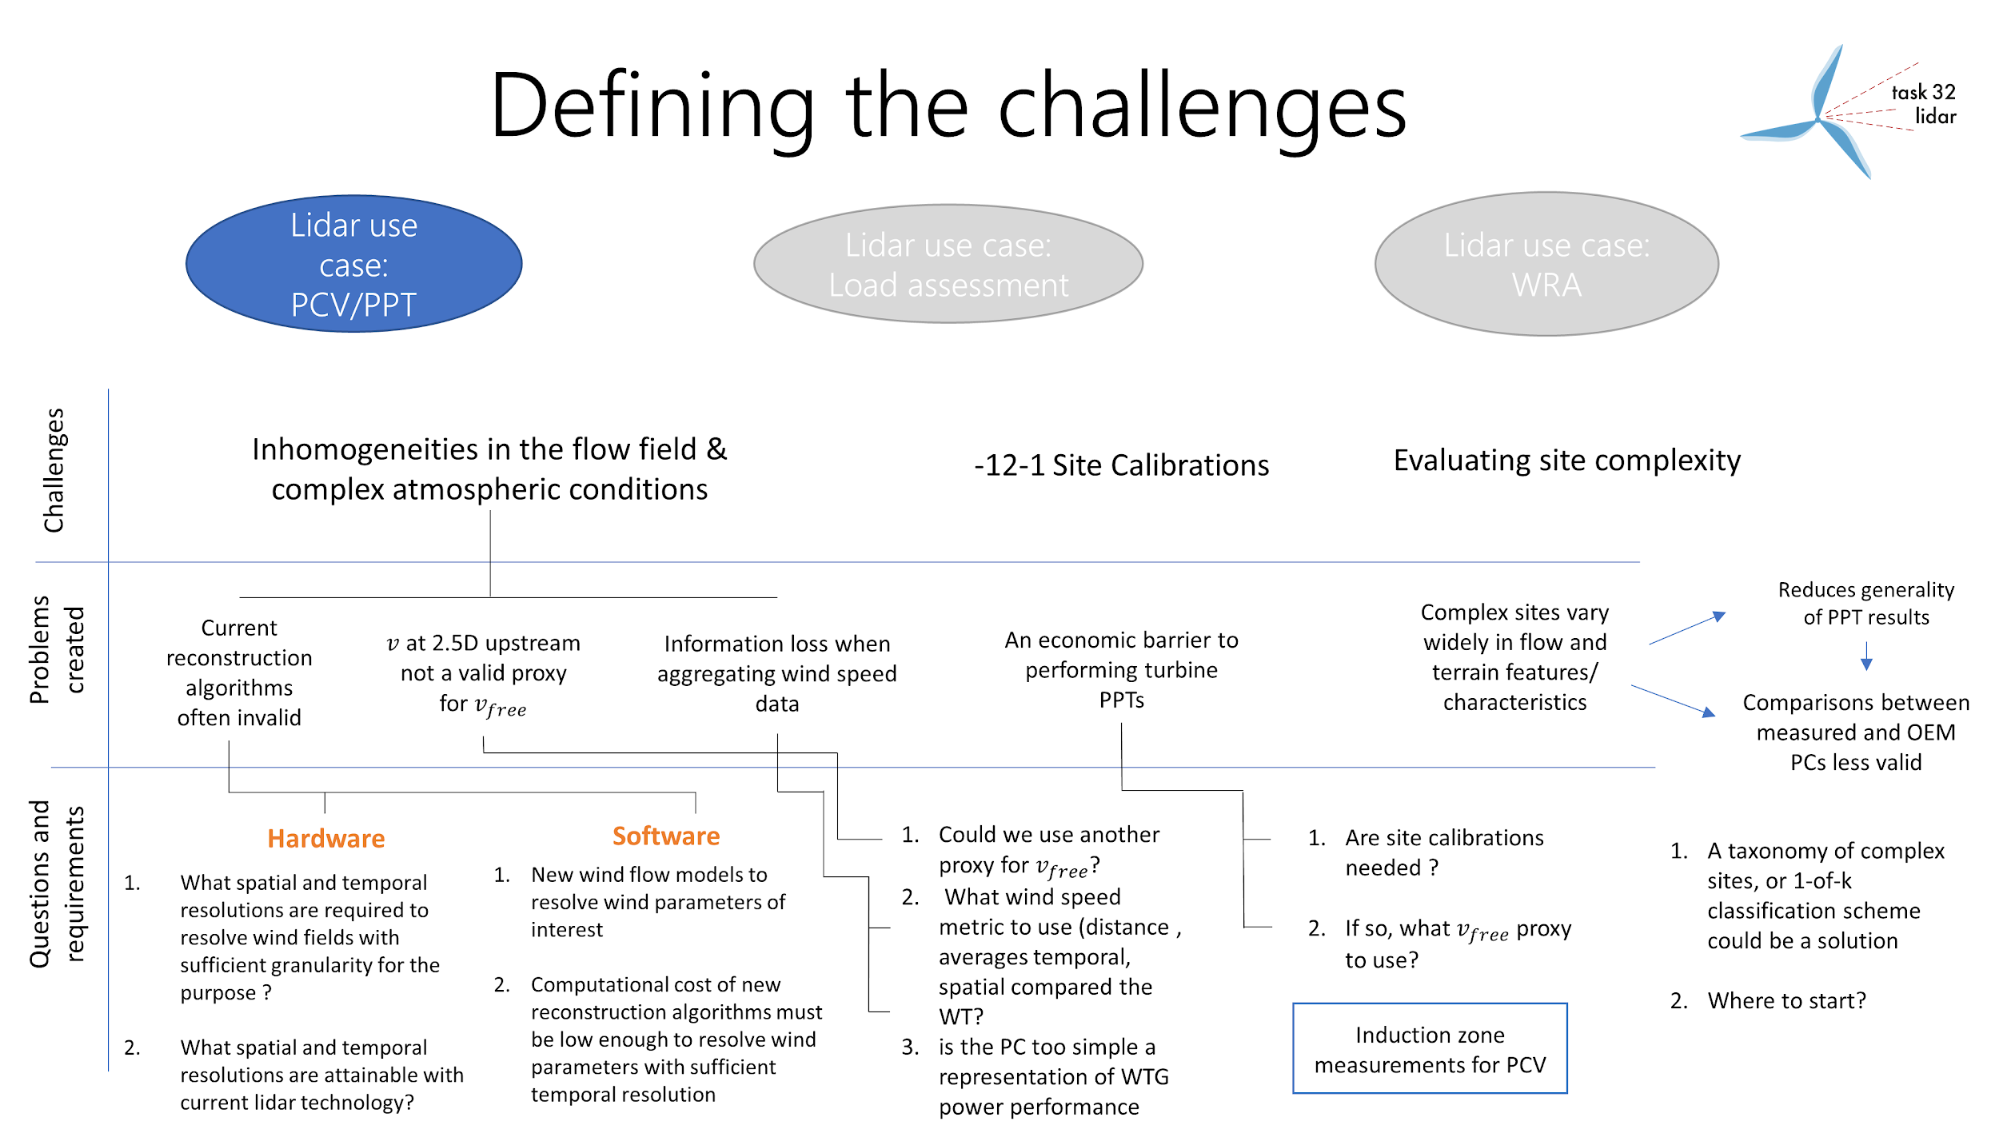 Defining the challenges
task 32
lidar
Lidar use
case:
PCV/PPT
Lidar use case:
Load assessment
Lidar use case:
WRA
Challenges
Inhomogeneities in the flow field &
complex atmospheric conditions
-12-1 Site Calibrations
Evaluating site complexity
Problems
created
Current
reconstruction
algorithms
often invalid
v at 2.5D upstream
not a valid proxy
for v_free
Information loss when
aggregating wind speed
data
An economic barrier to
performing turbine
PPTs
Complex sites vary
widely in flow and
terrain features/
characteristics
Reduces generality
of PPT results
Comparisons between
measured and OEM
PCs less valid
Questions and
requirements
Hardware
1. What spatial and temporal
resolutions are required to
resolve wind fields with
sufficient granularity for the
purpose ?
2. What spatial and temporal
resolutions are attainable with
current lidar technology?
Software
1. New wind flow models to
resolve wind parameters of
interest
2. Computational cost of new
reconstruction algorithms must
be low enough to resolve wind
parameters with sufficient
temporal resolution
1. Could we use another
proxy for v_free?
2. What wind speed
metric to use (distance ,
averages temporal,
spatial compared the
WT?
3. is the PC too simple a
representation of WTG
power performance
1. Are site calibrations
needed ?
2. If so, what v_free proxy
to use?
Induction zone
measurements for PCV
1. A taxonomy of complex
sites, or 1-of-k
classification scheme
could be a solution
2. Where to start?